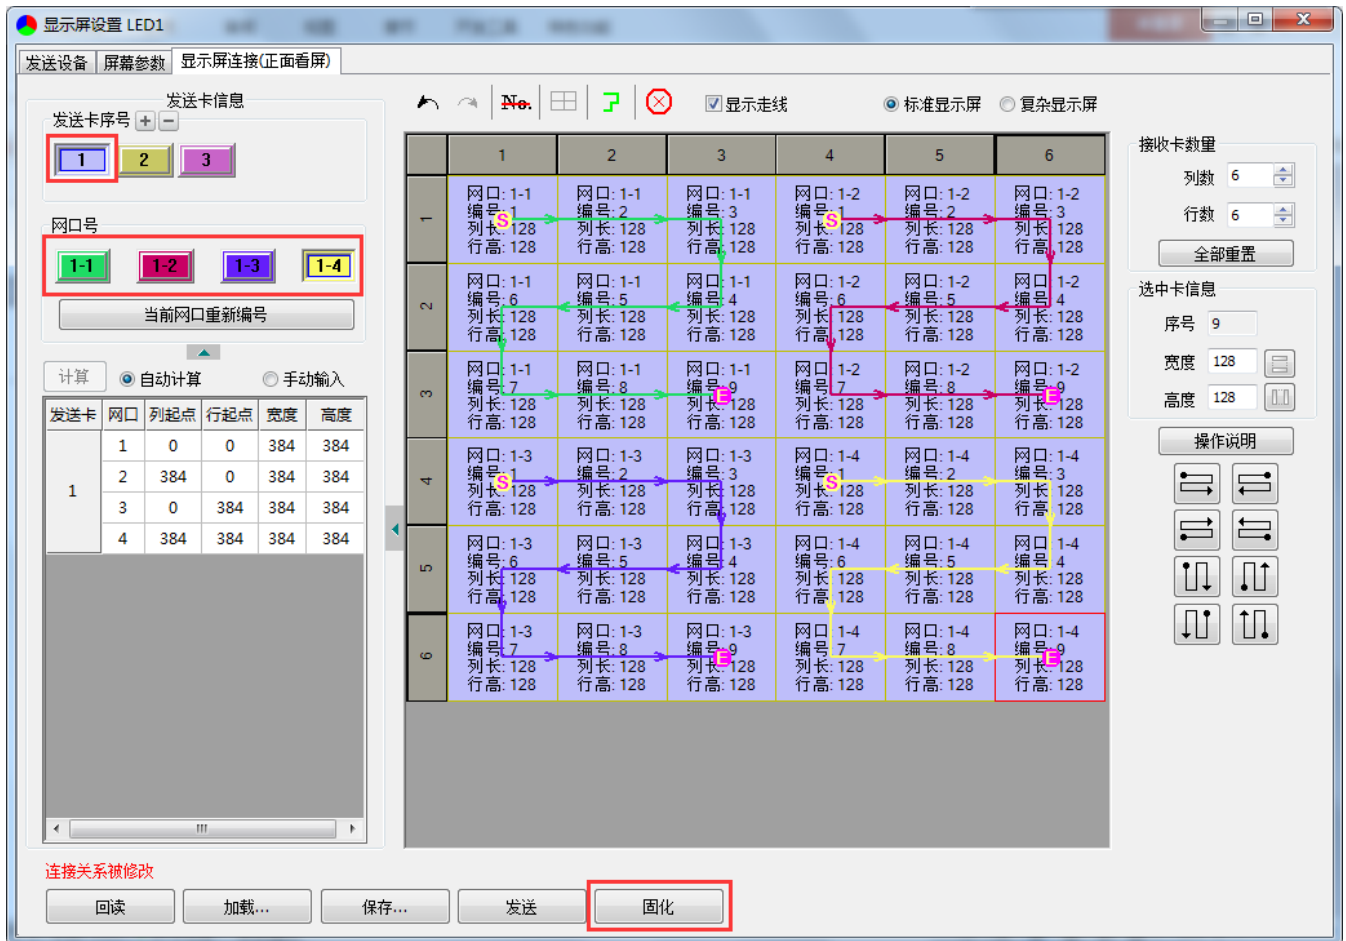 显示屏设置 LED1
发送设备 屏幕参数 显示屏连接(正面看屏)
发送卡信息
发送卡序号 + −
1 2 3
网口号
1-1 1-2 1-3 1-4
当前网口重新编号
计算 自动计算 手动输入
发送卡 网口 列起点 行起点 宽度 高度
1
1 0 0 384 384
2 384 0 384 384
3 0 384 384 384
4 384 384 384 384
连接关系被修改
回读 加载... 保存... 发送 固化
No. 显示走线 标准显示屏 复杂显示屏
1 2 3 4 5 6
1
网口: 1-1 网口: 1-1 网口: 1-1 网口: 1-2 网口: 1-2 网口: 1-2
编号: 1 编号: 2 编号: 3 编号: 1 编号: 2 编号: 3
列长: 128 列长: 128 列长: 128 列长: 128 列长: 128 列长: 128
行高: 128 行高: 128 行高: 128 行高: 128 行高: 128 行高: 128
S S
2
网口: 1-1 网口: 1-1 网口: 1-1 网口: 1-2 网口: 1-2 网口: 1-2
编号: 6 编号: 5 编号: 4 编号: 6 编号: 5 编号: 4
列长: 128 列长: 128 列长: 128 列长: 128 列长: 128 列长: 128
行高: 128 行高: 128 行高: 128 行高: 128 行高: 128 行高: 128
3
网口: 1-1 网口: 1-1 网口: 1-1 网口: 1-2 网口: 1-2 网口: 1-2
编号: 7 编号: 8 编号: 9 编号: 7 编号: 8 编号: 9
列长: 128 列长: 128 列长: 128 列长: 128 列长: 128 列长: 128
行高: 128 行高: 128 行高: 128 行高: 128 行高: 128 行高: 128
E E
4
网口: 1-3 网口: 1-3 网口: 1-3 网口: 1-4 网口: 1-4 网口: 1-4
编号: 1 编号: 2 编号: 3 编号: 1 编号: 2 编号: 3
列长: 128 列长: 128 列长: 128 列长: 128 列长: 128 列长: 128
行高: 128 行高: 128 行高: 128 行高: 128 行高: 128 行高: 128
S S
5
网口: 1-3 网口: 1-3 网口: 1-3 网口: 1-4 网口: 1-4 网口: 1-4
编号: 6 编号: 5 编号: 4 编号: 6 编号: 5 编号: 4
列长: 128 列长: 128 列长: 128 列长: 128 列长: 128 列长: 128
行高: 128 行高: 128 行高: 128 行高: 128 行高: 128 行高: 128
6
网口: 1-3 网口: 1-3 网口: 1-3 网口: 1-4 网口: 1-4 网口: 1-4
编号: 7 编号: 8 编号: 9 编号: 7 编号: 8 编号: 9
列长: 128 列长: 128 列长: 128 列长: 128 列长: 128 列长: 128
行高: 128 行高: 128 行高: 128 行高: 128 行高: 128 行高: 128
E E
接收卡数量
列数 6
行数 6
全部重置
选中卡信息
序号 9
宽度 128
高度 128
操作说明